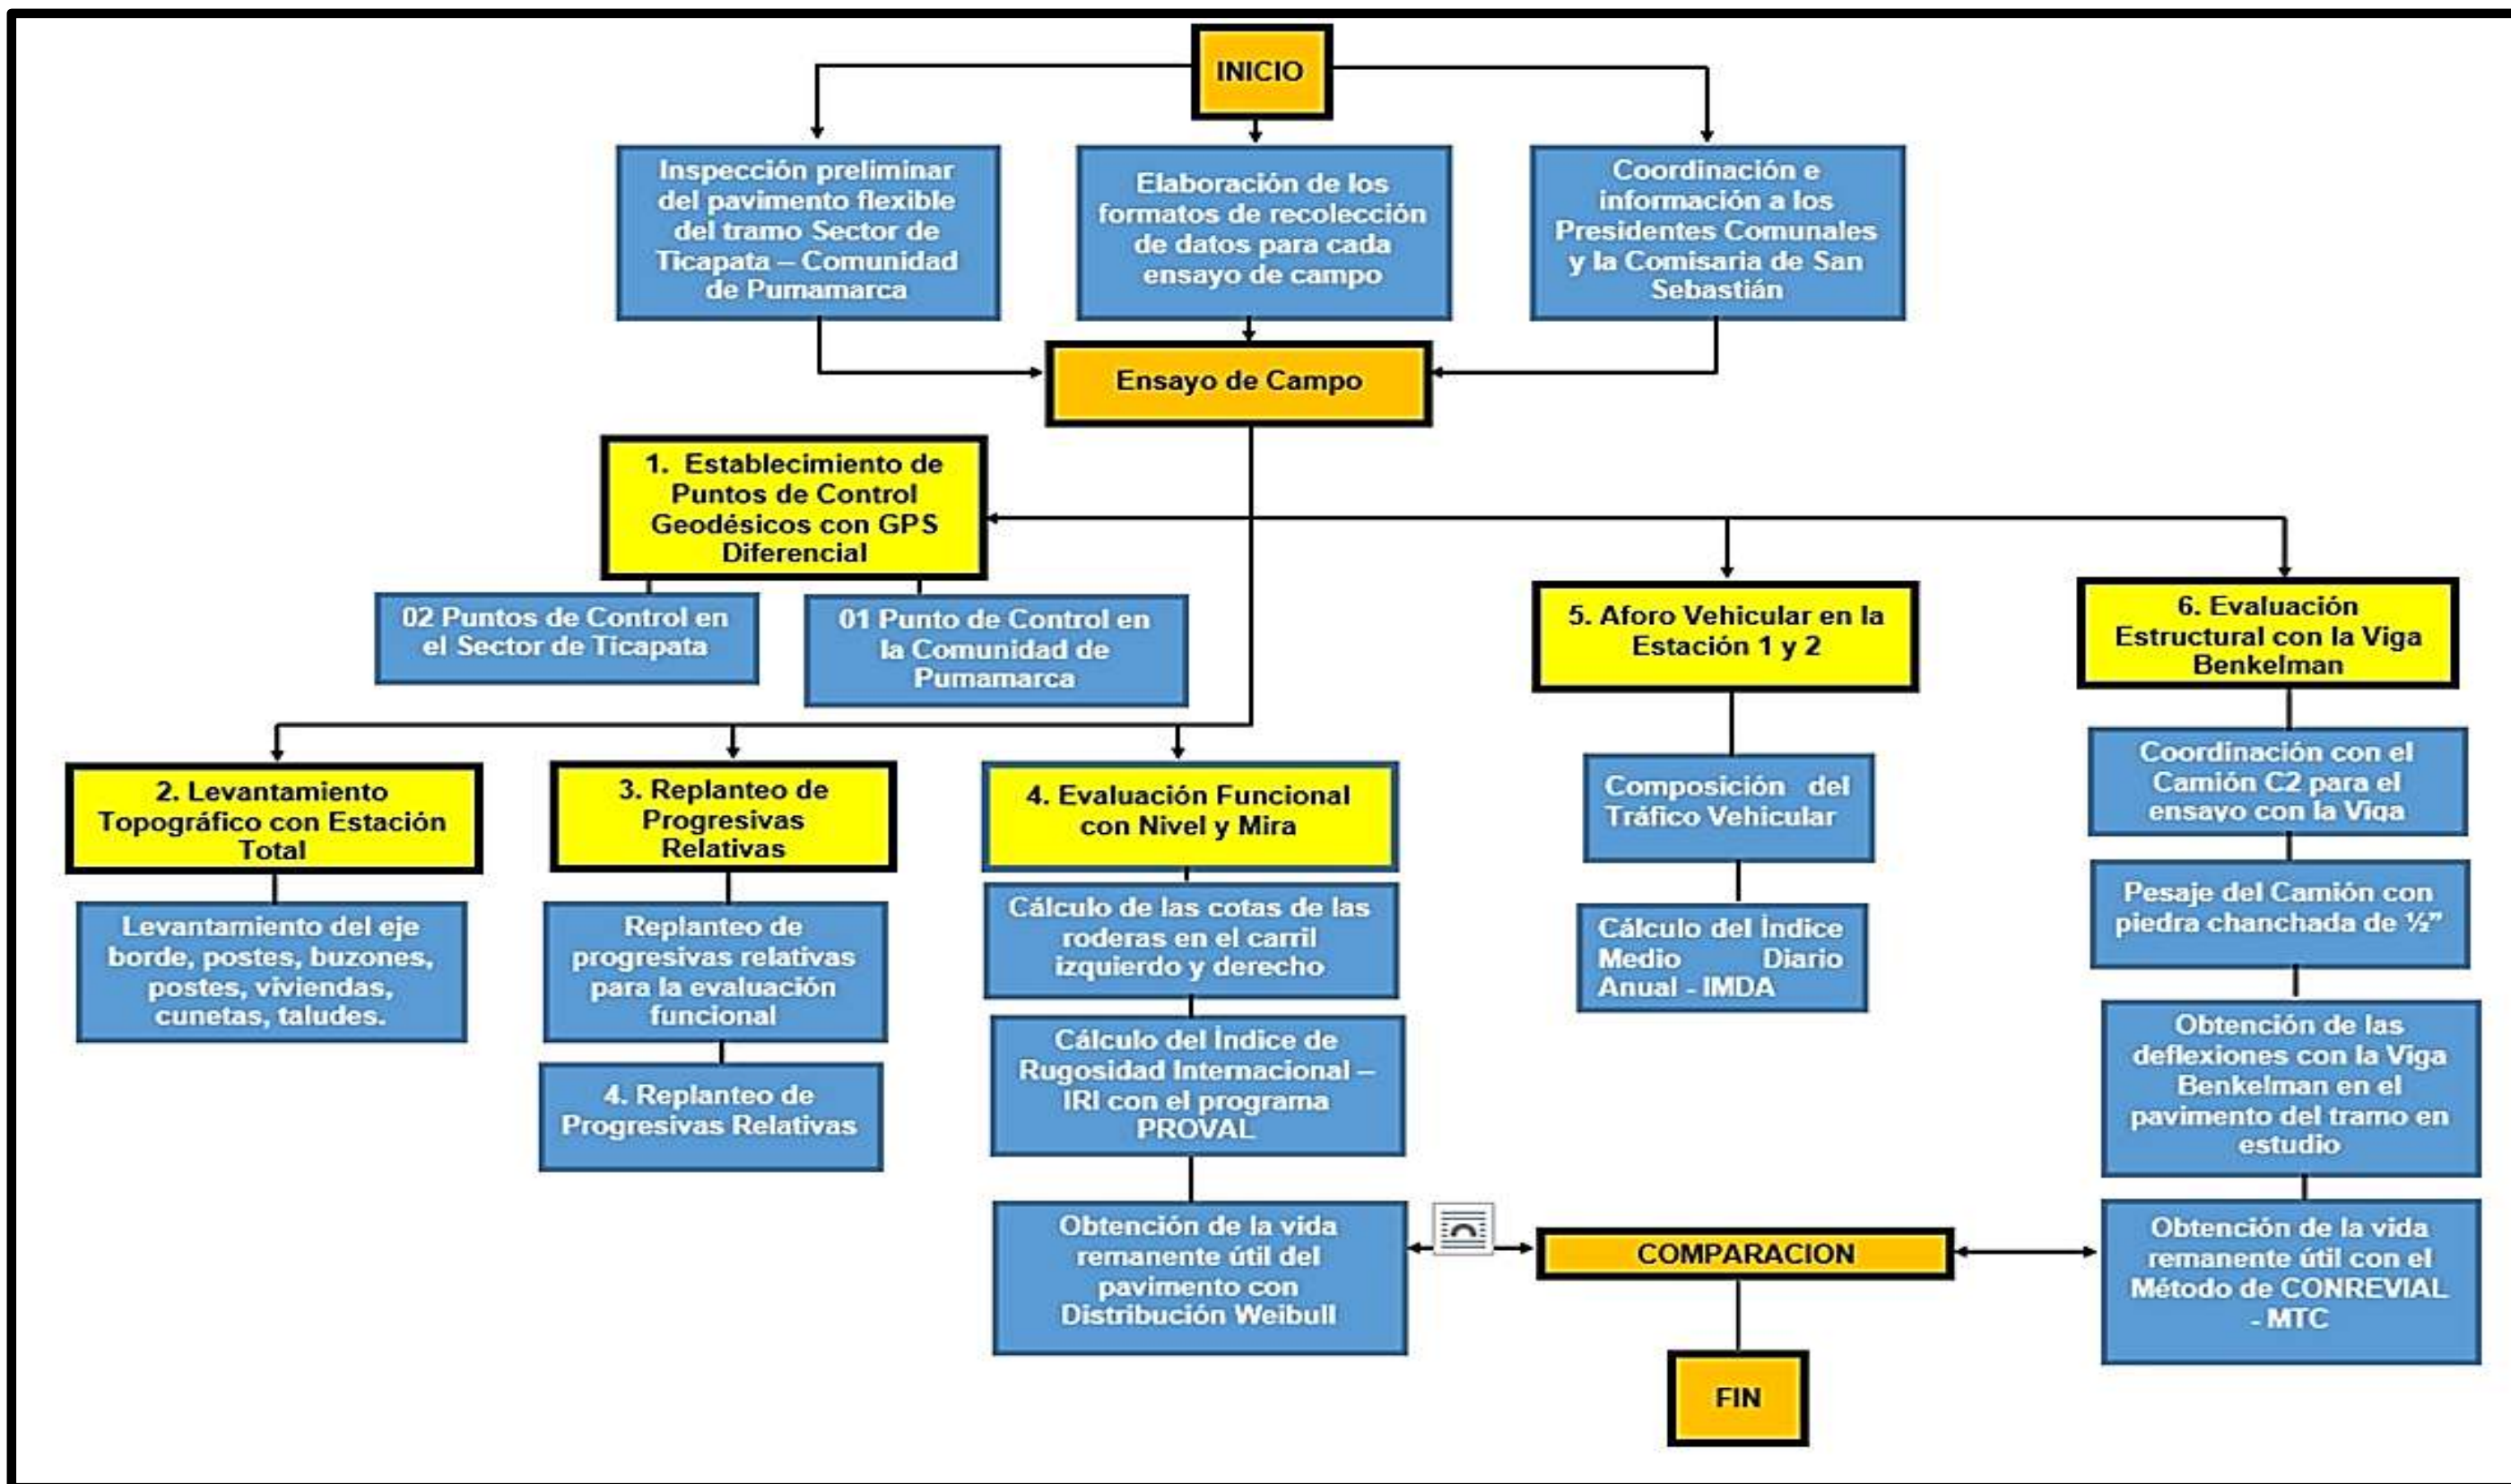 INICIO
Inspección preliminar
del pavimento flexible
del tramo Sector de
Ticapata – Comunidad
de Pumamarca
Elaboración de los
formatos de recolección
de datos para cada
ensayo de campo
Coordinación e
información a los
Presidentes Comunales
y la Comisaria de San
Sebastián
Ensayo de Campo
1. Establecimiento de
Puntos de Control
Geodésicos con GPS
Diferencial
02 Puntos de Control en
el Sector de Ticapata
01 Punto de Control en
la Comunidad de
Pumamarca
2. Levantamiento
Topográfico con Estación
Total
Levantamiento del eje
borde, postes, buzones,
postes, viviendas,
cunetas, taludes.
3. Replanteo de
Progresivas
Relativas
Replanteo de
progresivas relativas
para la evaluación
funcional
4. Replanteo de
Progresivas Relativas
4. Evaluación Funcional
con Nivel y Mira
Cálculo de las cotas de las
roderas en el carril
izquierdo y derecho
Cálculo del Índice de
Rugosidad Internacional –
IRI con el programa
PROVAL
Obtención de la vida
remanente útil del
pavimento con
Distribución Weibull
5. Aforo Vehicular en la
Estación 1 y 2
Composición del
Tráfico Vehicular
Cálculo del Índice
Medio Diario
Anual - IMDA
6. Evaluación
Estructural con la Viga
Benkelman
Coordinación con el
Camión C2 para el
ensayo con la Viga
Pesaje del Camión con
piedra chanchada de ½”
Obtención de las
deflexiones con la Viga
Benkelman en el
pavimento del tramo en
estudio
Obtención de la vida
remanente útil con el
Método de CONREVIAL
- MTC
COMPARACION
FIN